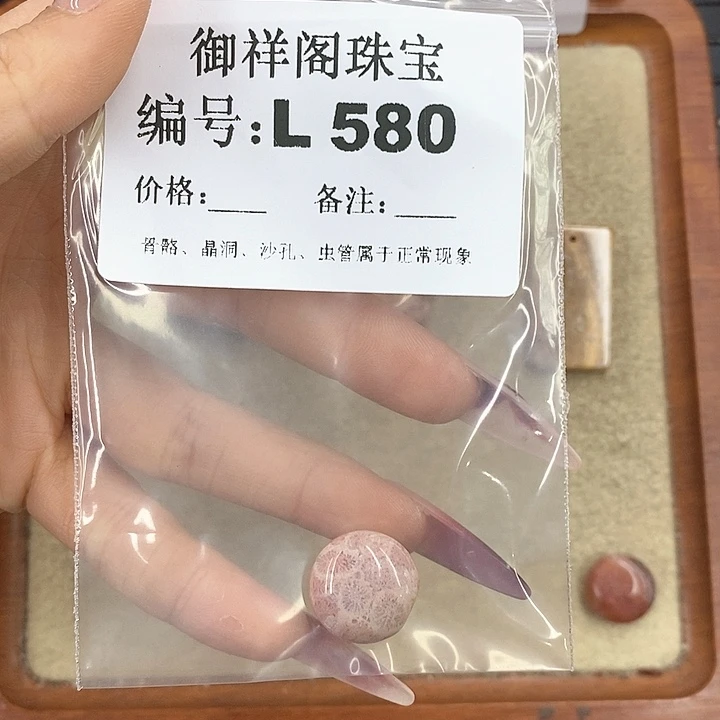 御祥阁珠宝
编号:L 580
价格:____ 备注:____
骨骼、晶洞、沙孔、虫管属于正常现象